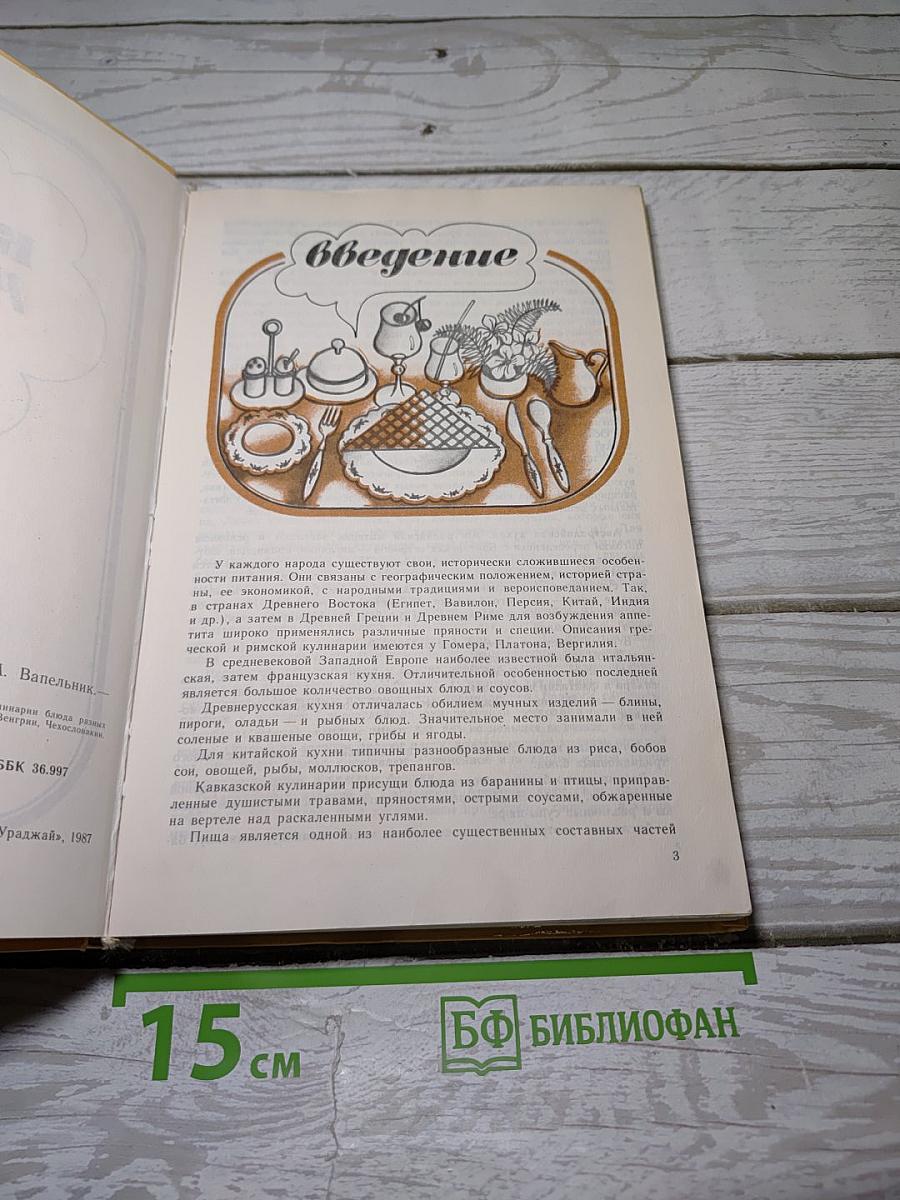 Вапельник.—
кулинарии блюда разных
Венгрии, Чехословакии.
ББК 36.997
Ураджай», 1987
введение
У каждого народа существуют свои, исторически сложившиеся особен-
ности питания. Они связаны с географическим положением, историей стра-
ны, ее экономикой, с народными традициями и вероисповеданием. Так,
в странах Древнего Востока (Египет, Вавилон, Персия, Китай, Индия
и др.), а затем в Древней Греции и Древнем Риме для возбуждения аппе-
тита широко применялись различные пряности и специи. Описания гре-
ческой и римской кулинарии имеются у Гомера, Платона, Вергилия.
В средневековой Западной Европе наиболее известной была итальян-
ская, затем французская кухня. Отличительной особенностью последней
является большое количество овощных блюд и соусов.
Древнерусская кухня отличалась обилием мучных изделий — блины,
пироги, оладьи — и рыбных блюд. Значительное место занимали в ней
соленые и квашеные овощи, грибы и ягоды.
Для китайской кухни типичны разнообразные блюда из риса, бобов
сои, овощей, рыбы, моллюсков, трепангов.
Кавказской кулинарии присущи блюда из баранины и птицы, приправ-
ленные душистыми травами, пряностями, острыми соусами, обжаренные
на вертеле над раскаленными углями.
Пища является одной из наиболее существенных составных частей
3
15 см
БФ БИБЛИОФАН